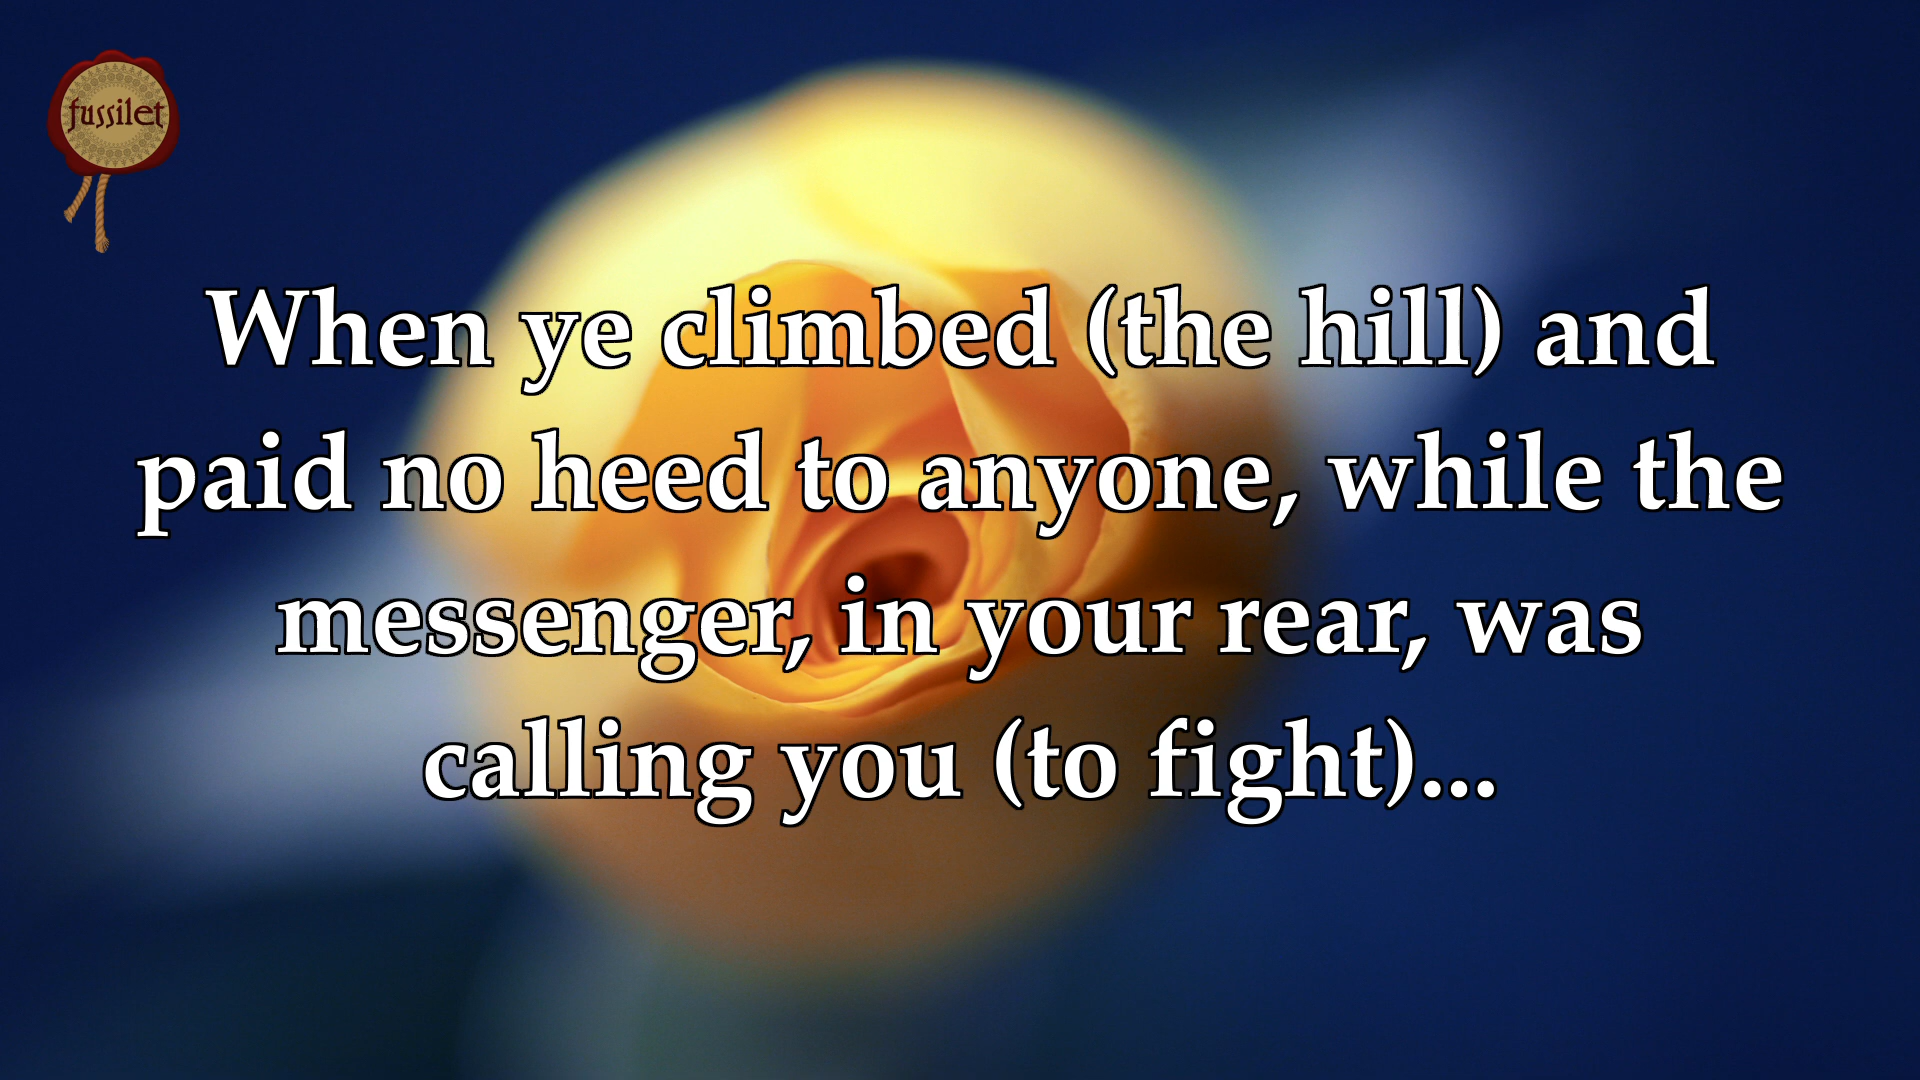 fussilet
When ye climbed (the hill) and
paid no heed to anyone, while the
messenger, in your rear, was
calling you (to fight)...